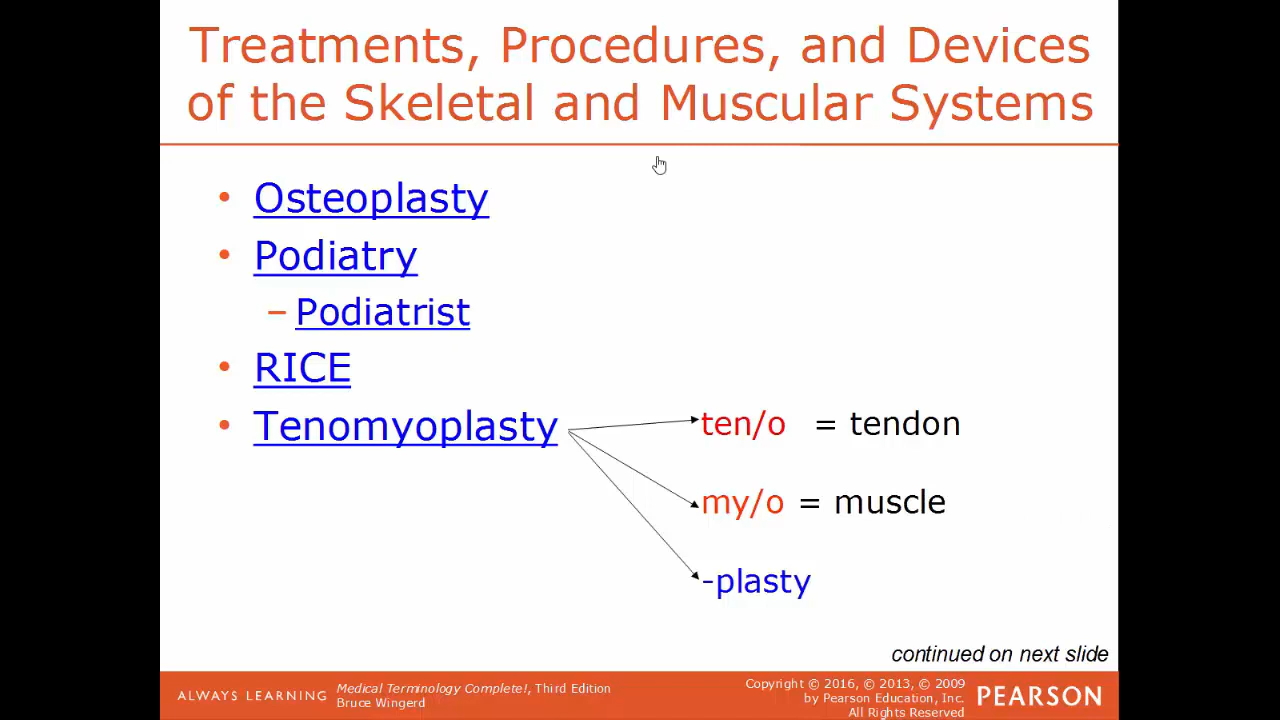 Treatments, Procedures, and Devices
of the Skeletal and Muscular Systems
• Osteoplasty
• Podiatry
– Podiatrist
• RICE
• Tenomyoplasty
ten/o = tendon
my/o = muscle
-plasty
continued on next slide
ALWAYS LEARNING
Medical Terminology Complete!, Third Edition
Bruce Wingerd
Copyright © 2016, © 2013, © 2009
by Pearson Education, Inc.
All Rights Reserved
PEARSON